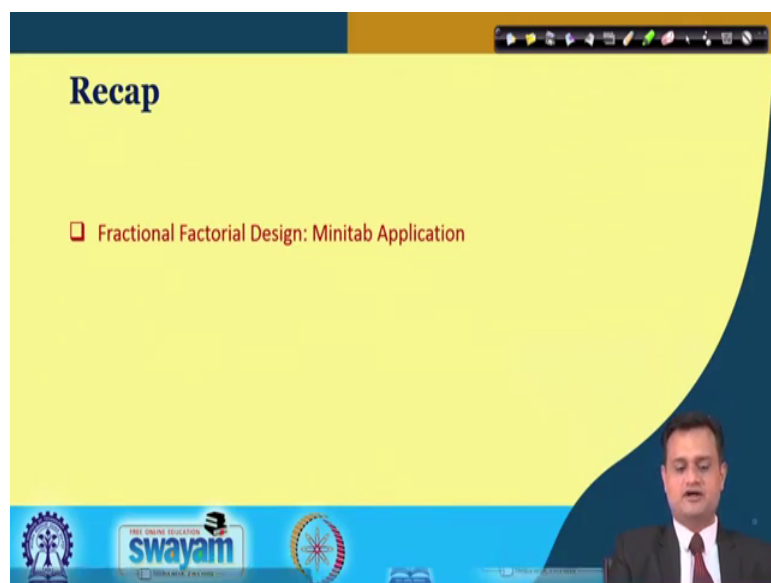 Recap
Fractional Factorial Design: Minitab Application
FREE ONLINE EDUCATION
swayam